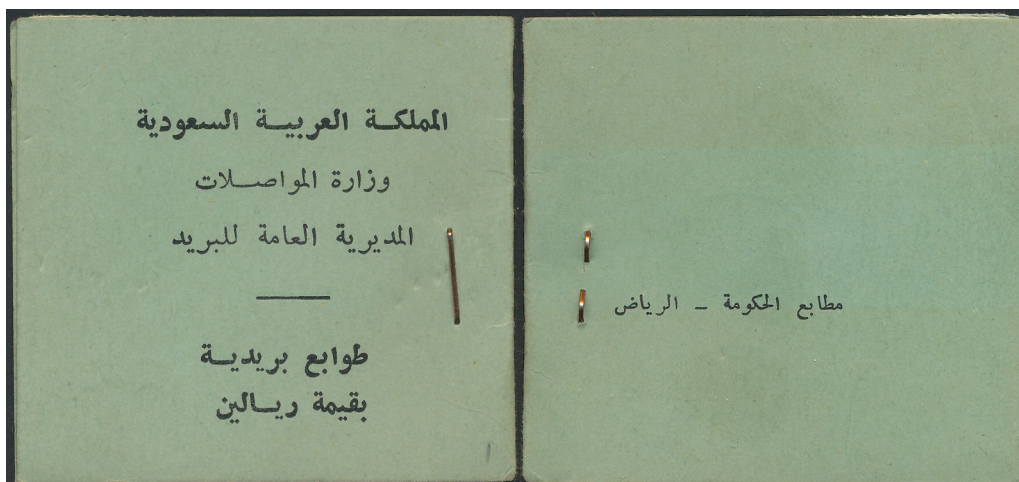 المملكة العربية السعودية
وزارة المواصلات
المديرية العامة للبريد
طوابع بريدية
بقيمة ريالين
مطابع الحكومة - الرياض